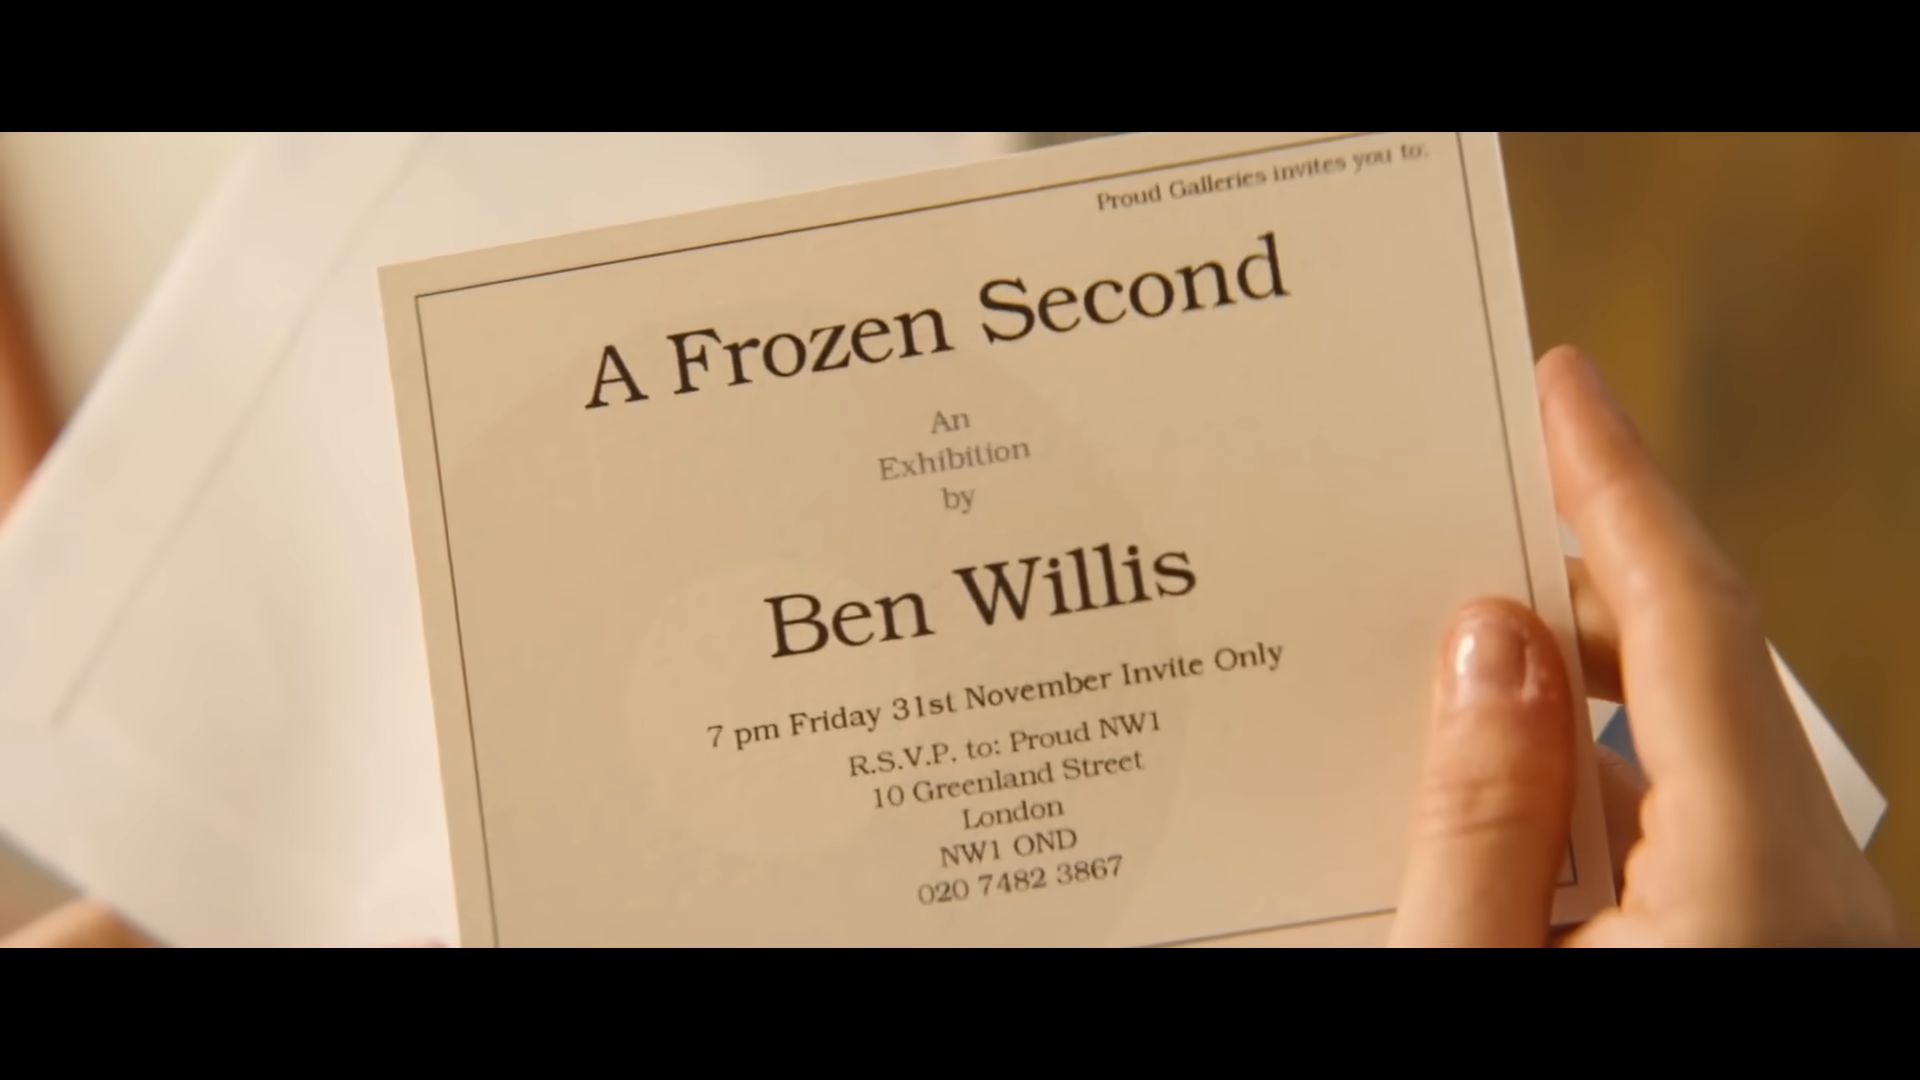 Proud Galleries invites you to:
A Frozen Second
An
Exhibition
by
Ben Willis
7 pm Friday 31st November Invite Only
R.S.V.P. to: Proud NW1
10 Greenland Street
London
NW1 OND
020 7482 3867